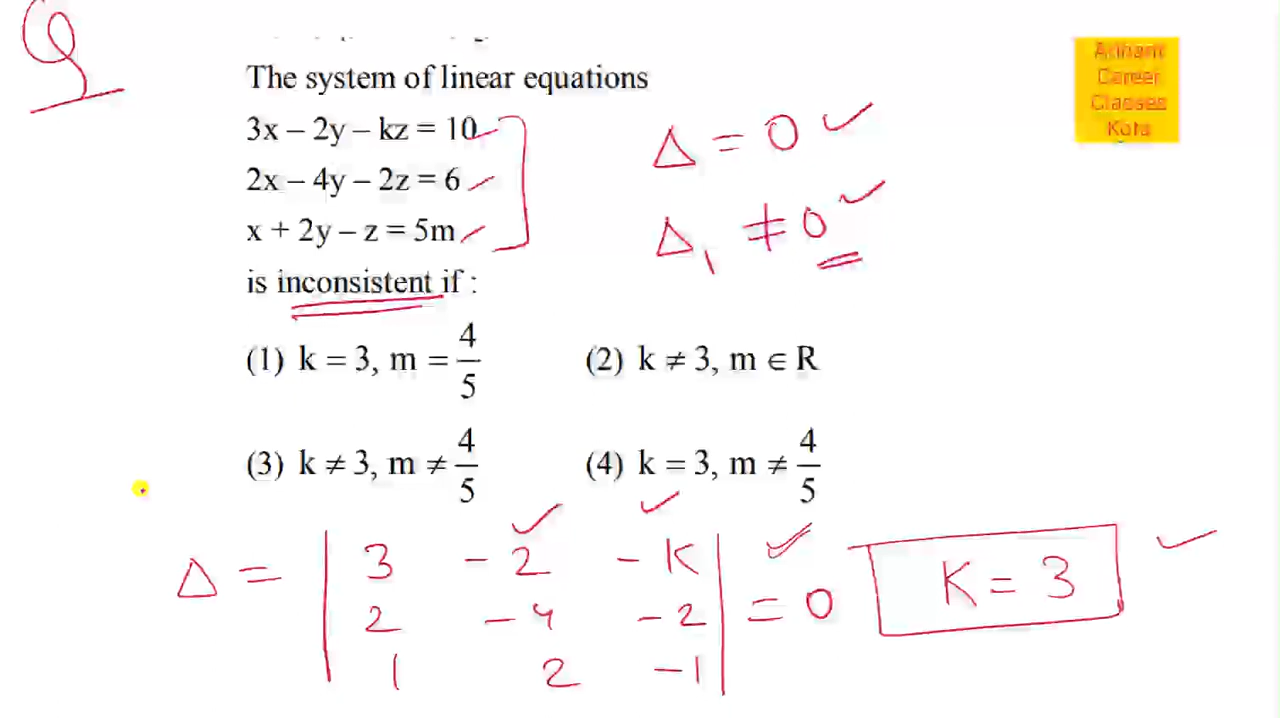 Q
Arihant
Career
Classes
Kota
The system of linear equations
3x – 2y – kz = 10
2x – 4y – 2z = 6
x + 2y – z = 5m
is inconsistent if :
Δ = 0
Δ₁ ≠ 0
(1) k = 3, m = 4/5
(2) k ≠ 3, m ∈ R
(3) k ≠ 3, m ≠ 4/5
(4) k = 3, m ≠ 4/5
Δ = | 3 -2 -K |
| 2 -4 -2 | = 0
| 1 2 -1 |
K = 3